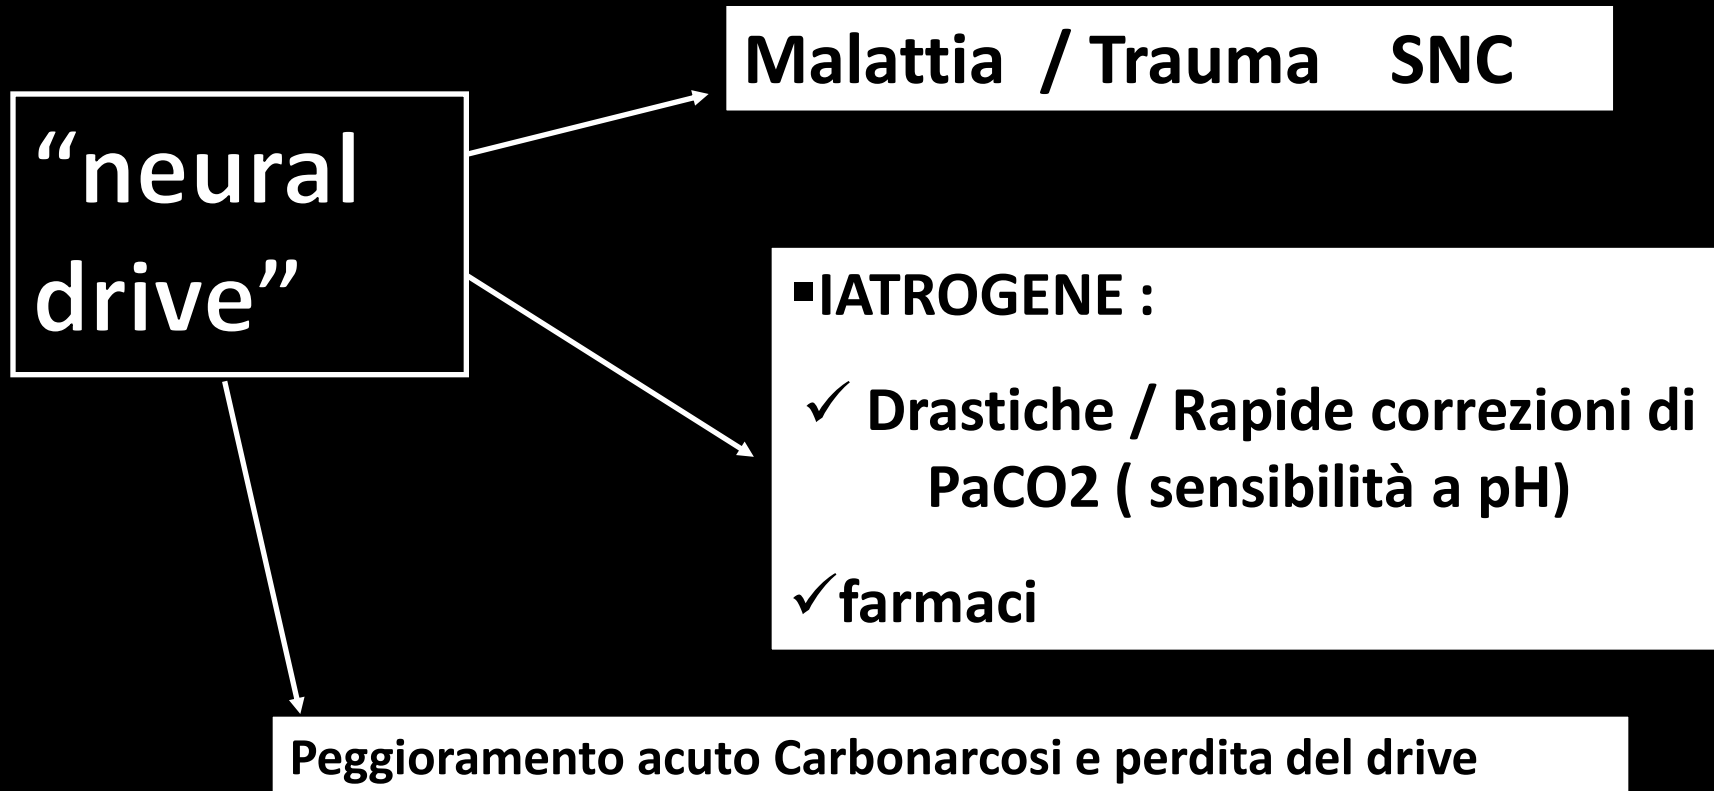 Malattia / Trauma SNC
“neural
drive”
▪IATROGENE :
✓ Drastiche / Rapide correzioni di
PaCO2 ( sensibilità a pH)
✓farmaci
Peggioramento acuto Carbonarcosi e perdita del drive